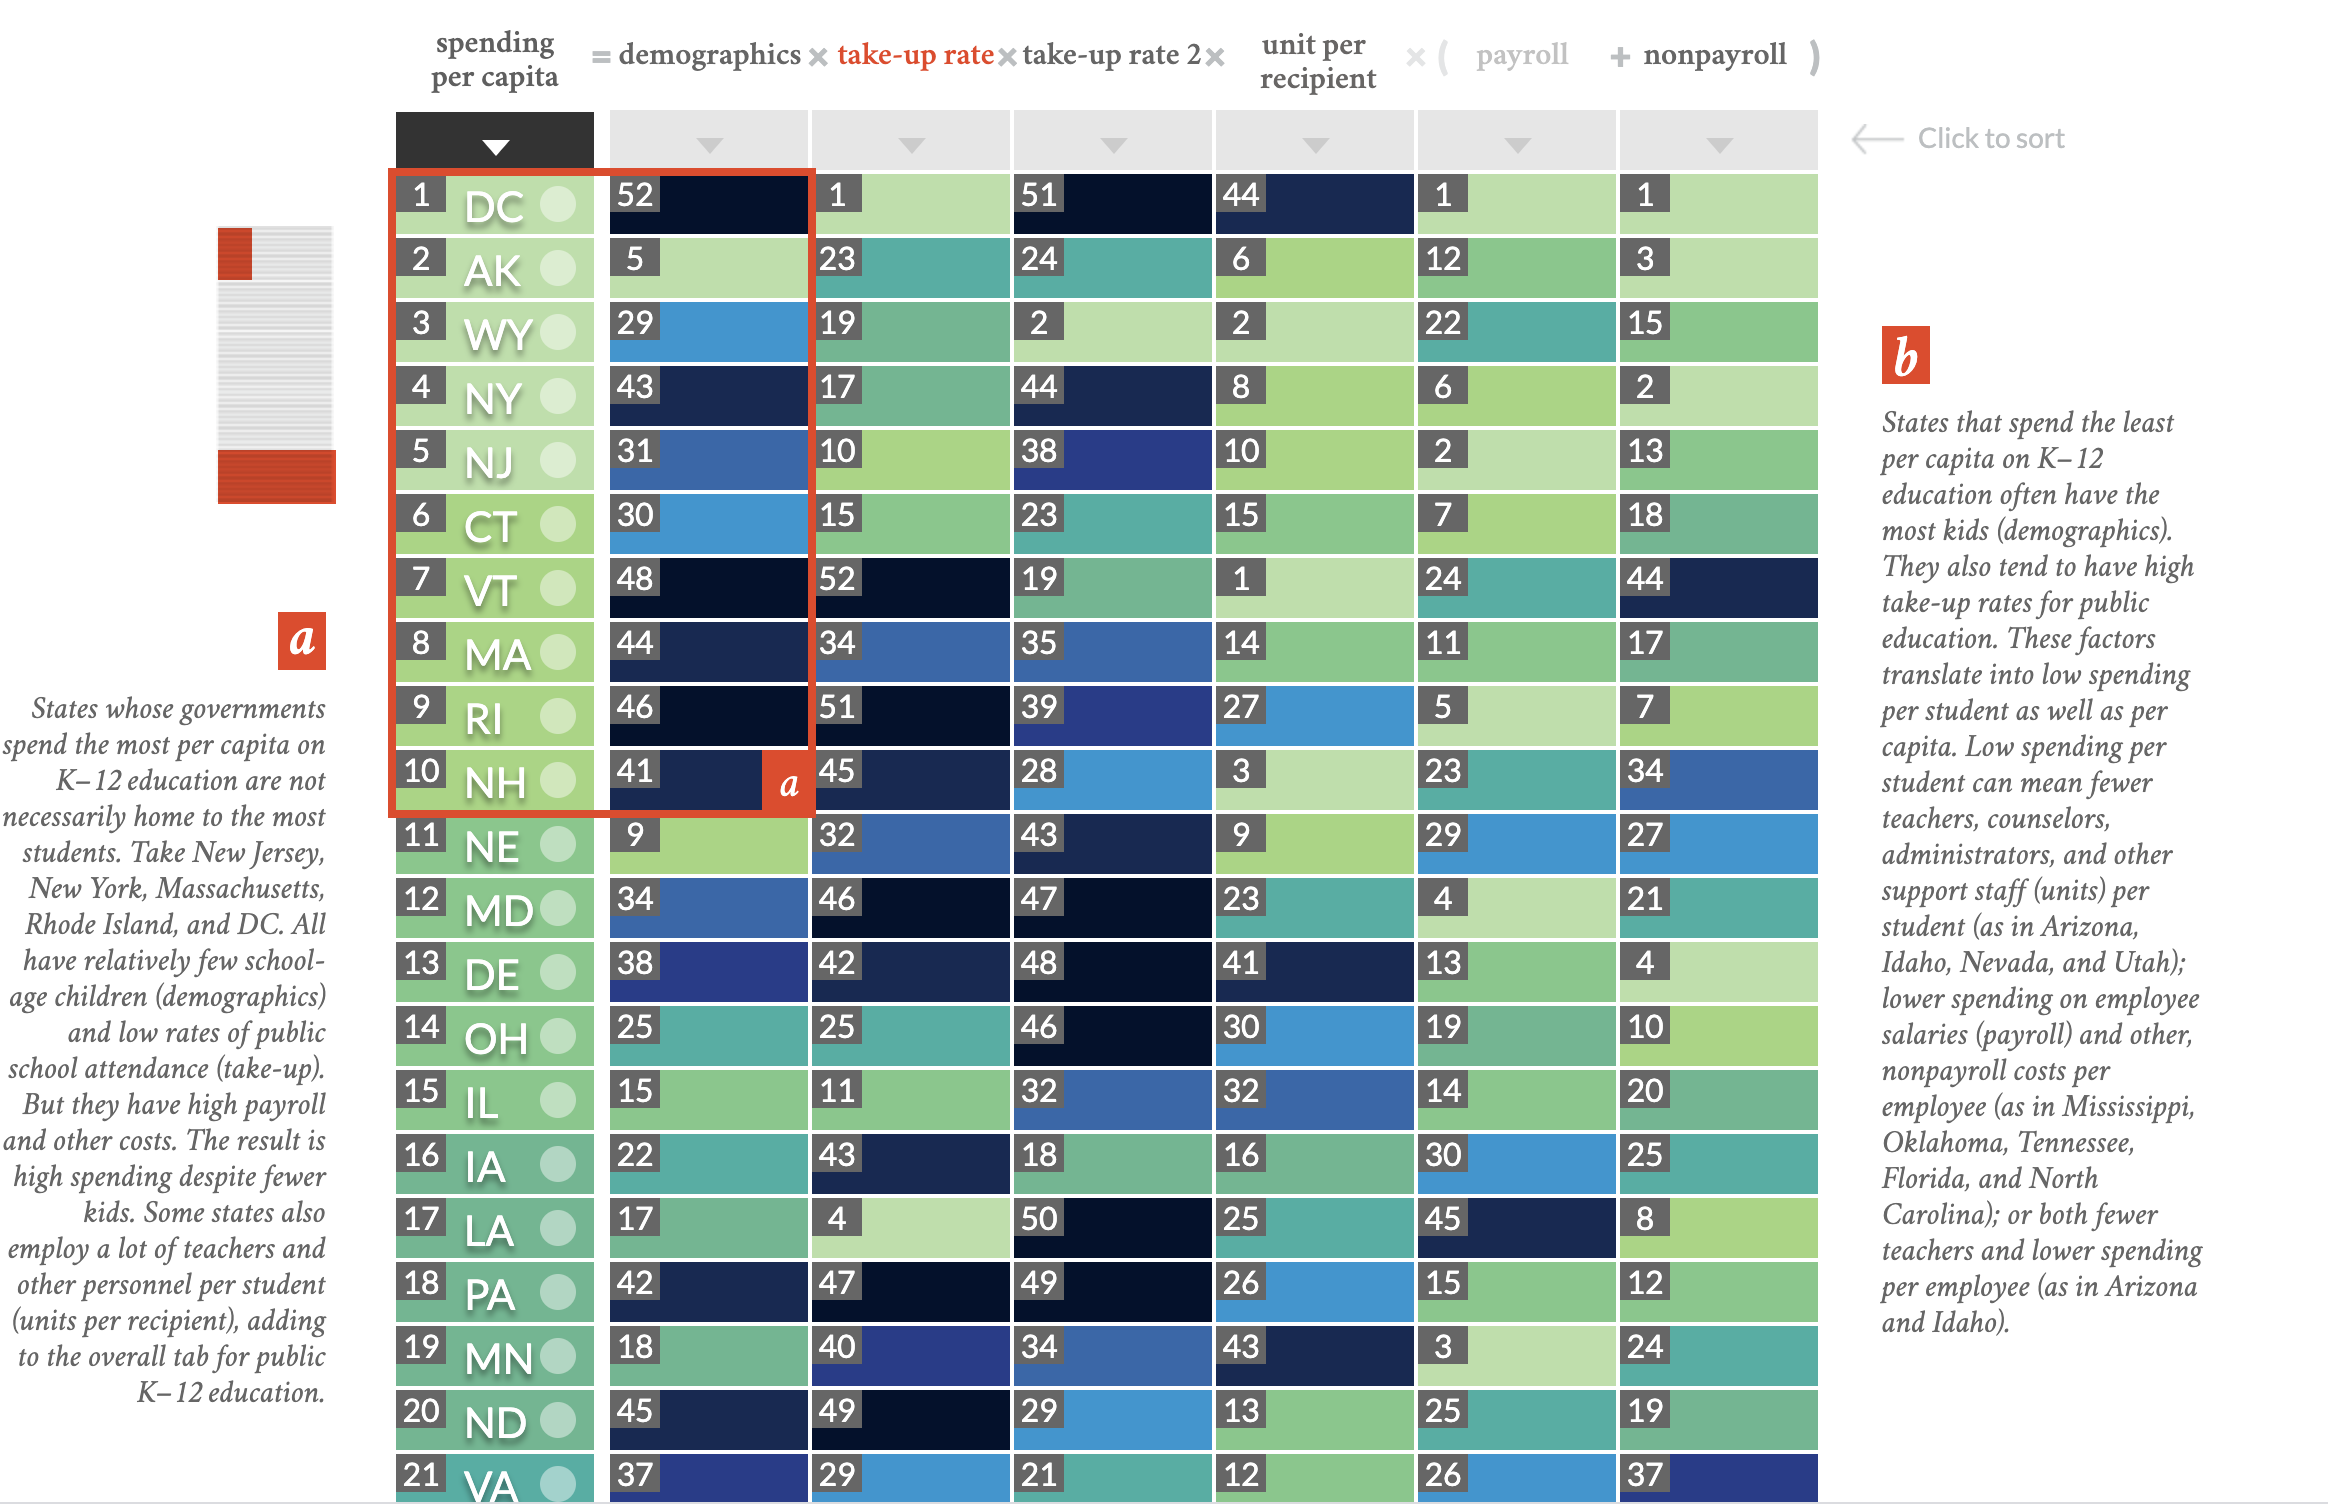 spending
per capita
= demographics × take-up rate × take-up rate 2 × unit per
recipient × ( payroll + nonpayroll )
Click to sort
1 DC 52 1 51 44 1 1
2 AK 5 23 24 6 12 3
3 WY 29 19 2 2 22 15
4 NY 43 17 44 8 6 2
5 NJ 31 10 38 10 2 13
6 CT 30 15 23 15 7 18
7 VT 48 52 19 1 24 44
8 MA 44 34 35 14 11 17
9 RI 46 51 39 27 5 7
10 NH 41 a 45 28 3 23 34
11 NE 9 32 43 9 29 27
12 MD 34 46 47 23 4 21
13 DE 38 42 48 41 13 4
14 OH 25 25 46 30 19 10
15 IL 15 11 32 32 14 20
16 IA 22 43 18 16 30 25
17 LA 17 4 50 25 45 8
18 PA 42 47 49 26 15 12
19 MN 18 40 34 43 3 24
20 ND 45 49 29 13 25 19
21 VA 37 29 21 12 26 37
a
States whose governments
spend the most per capita on
K–12 education are not
necessarily home to the most
students. Take New Jersey,
New York, Massachusetts,
Rhode Island, and DC. All
have relatively few school-
age children (demographics)
and low rates of public
school attendance (take-up).
But they have high payroll
and other costs. The result is
high spending despite fewer
kids. Some states also
employ a lot of teachers and
other personnel per student
(units per recipient), adding
to the overall tab for public
K–12 education.
b
States that spend the least
per capita on K–12
education often have the
most kids (demographics).
They also tend to have high
take-up rates for public
education. These factors
translate into low spending
per student as well as per
capita. Low spending per
student can mean fewer
teachers, counselors,
administrators, and other
support staff (units) per
student (as in Arizona,
Idaho, Nevada, and Utah);
lower spending on employee
salaries (payroll) and other,
nonpayroll costs per
employee (as in Mississippi,
Oklahoma, Tennessee,
Florida, and North
Carolina); or both fewer
teachers and lower spending
per employee (as in Arizona
and Idaho).